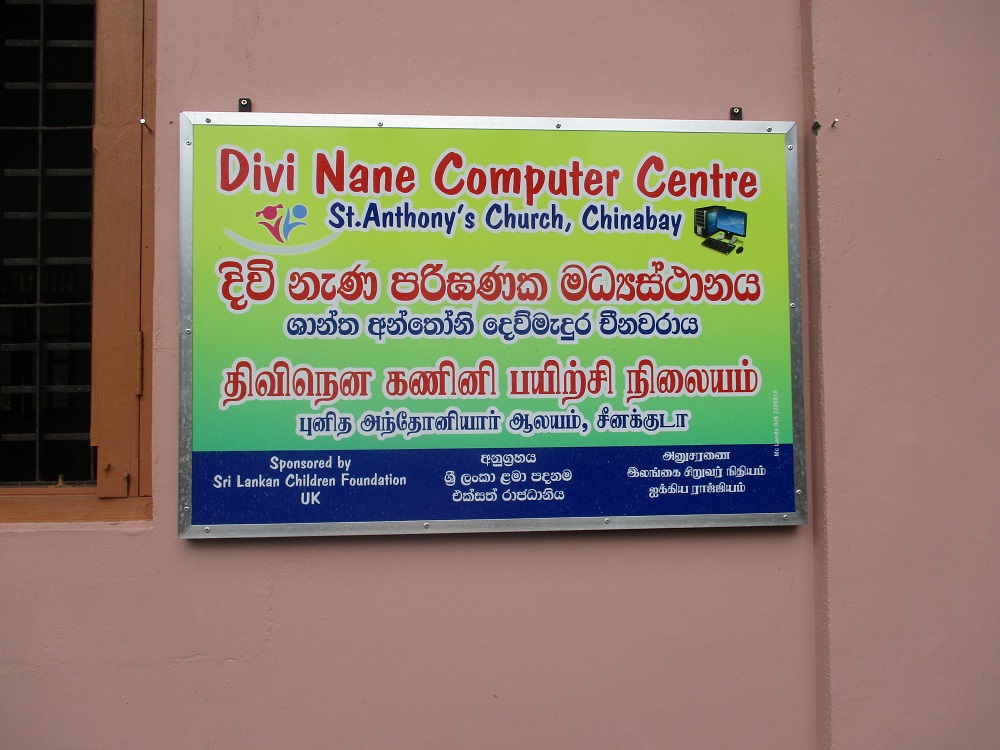 Divi Nane Computer Centre
St.Anthony's Church, Chinabay
දිවි නැණ පරිඝණක මධ්‍යස්ථානය
ශාන්ත අන්තෝනි දෙව්මැදුර චීනවරාය
திவிநென கணினி பயிற்சி நிலையம்
புனித அந்தோனியார் ஆலயம், சீனக்குடா
Sponsored by
Sri Lankan Children Foundation
UK
අනුග්‍රහය
ශ්‍රී ලංකා ළමා පදනම
එක්සත් රාජධානිය
அனுசரணை
இலங்கை சிறுவர் நிதியம்
ஐக்கிய ராஜ்ஜியம்